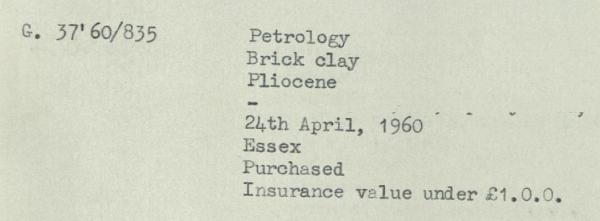 G. 37'60/835 Petrology
Brick clay
Pliocene
-
24th April, 1960
Essex
Purchased
Insurance value under £1.0.0.